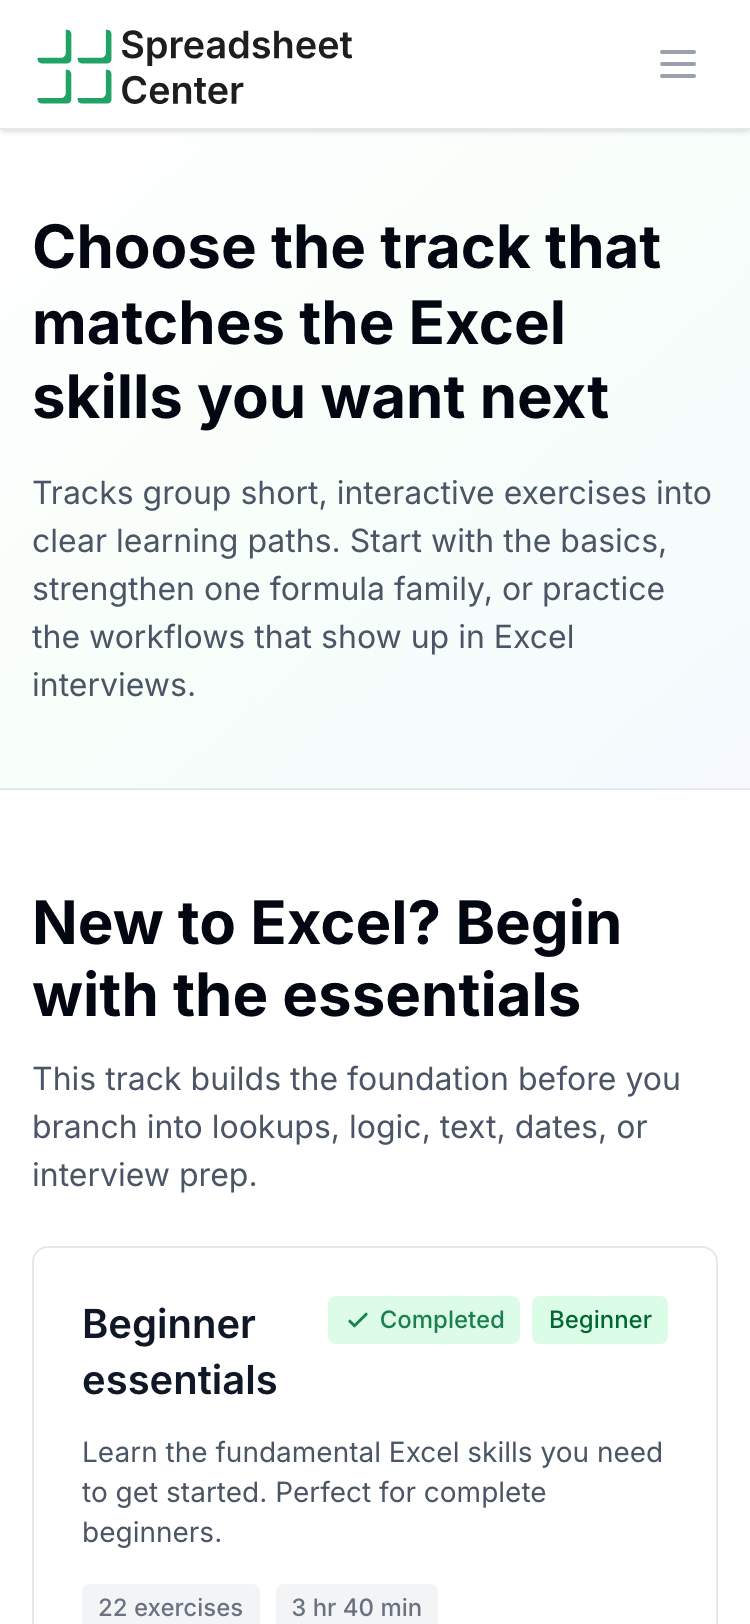 Spreadsheet
Center
Choose the track that
matches the Excel
skills you want next
Tracks group short, interactive exercises into
clear learning paths. Start with the basics,
strengthen one formula family, or practice
the workflows that show up in Excel
interviews.
New to Excel? Begin
with the essentials
This track builds the foundation before you
branch into lookups, logic, text, dates, or
interview prep.
Beginner
essentials
Completed
Beginner
Learn the fundamental Excel skills you need
to get started. Perfect for complete
beginners.
22 exercises
3 hr 40 min